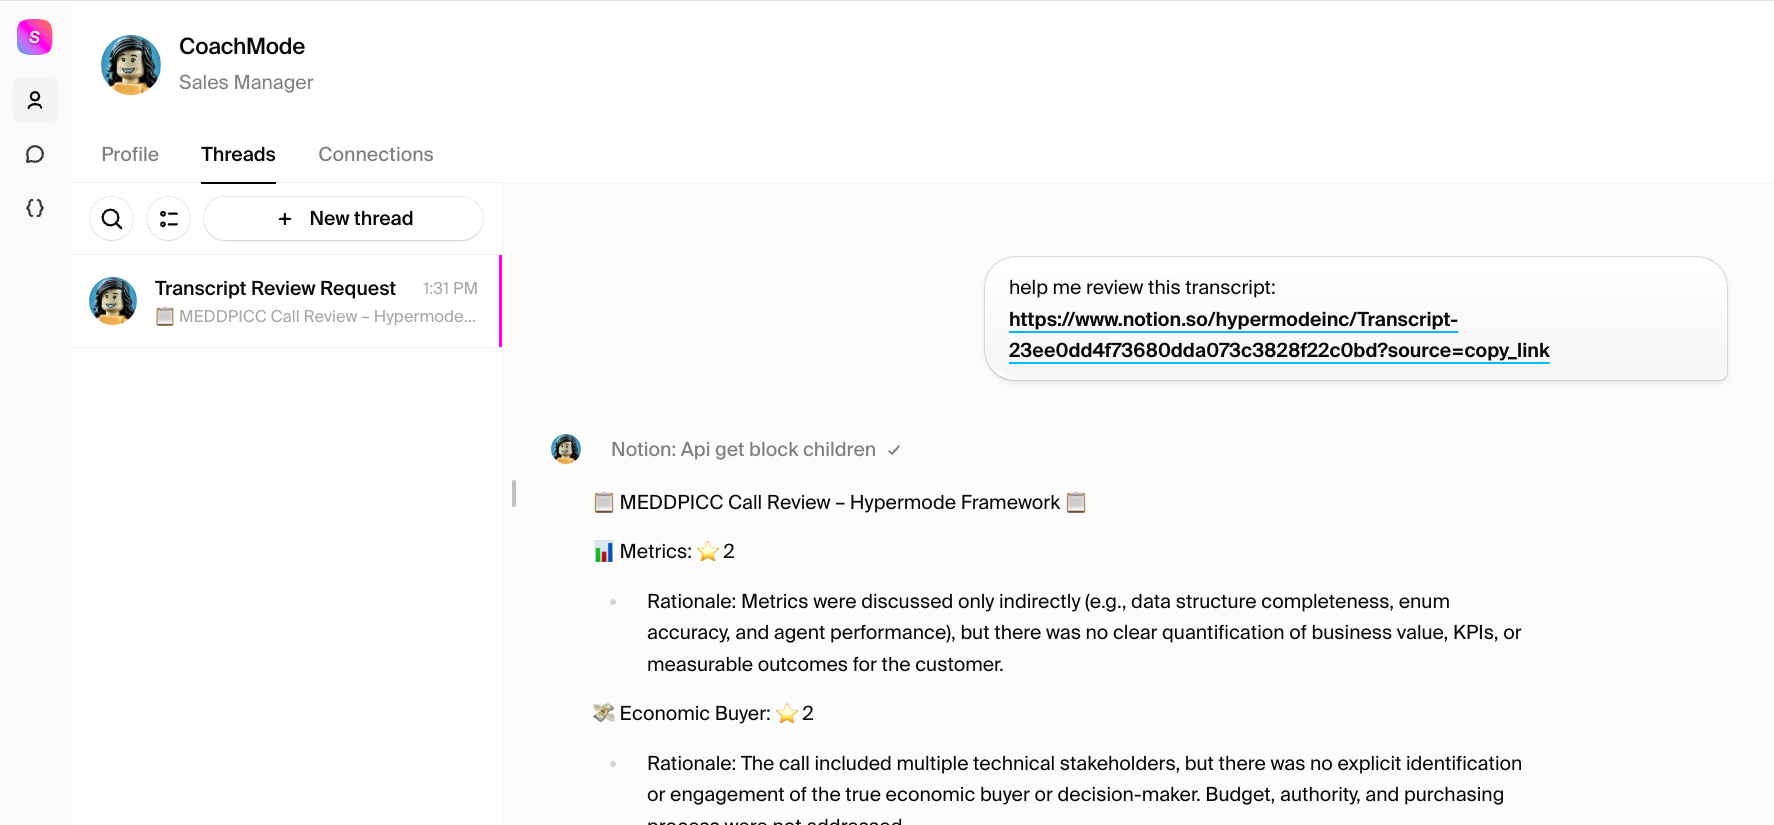 S
CoachMode
Sales Manager
Profile
Threads
Connections
+ New thread
Transcript Review Request
1:31 PM
📋 MEDDPICC Call Review – Hypermode...
help me review this transcript:
https://www.notion.so/hypermodeinc/Transcript-
23ee0dd4f73680dda073c3828f22c0bd?source=copy_link
Notion: Api get block children ✓
📋 MEDDPICC Call Review – Hypermode Framework 📋
📊 Metrics: ⭐ 2
• Rationale: Metrics were discussed only indirectly (e.g., data structure completeness, enum
accuracy, and agent performance), but there was no clear quantification of business value, KPIs, or
measurable outcomes for the customer.
💸 Economic Buyer: ⭐ 2
• Rationale: The call included multiple technical stakeholders, but there was no explicit identification
or engagement of the true economic buyer or decision-maker. Budget, authority, and purchasing
process were not addressed.